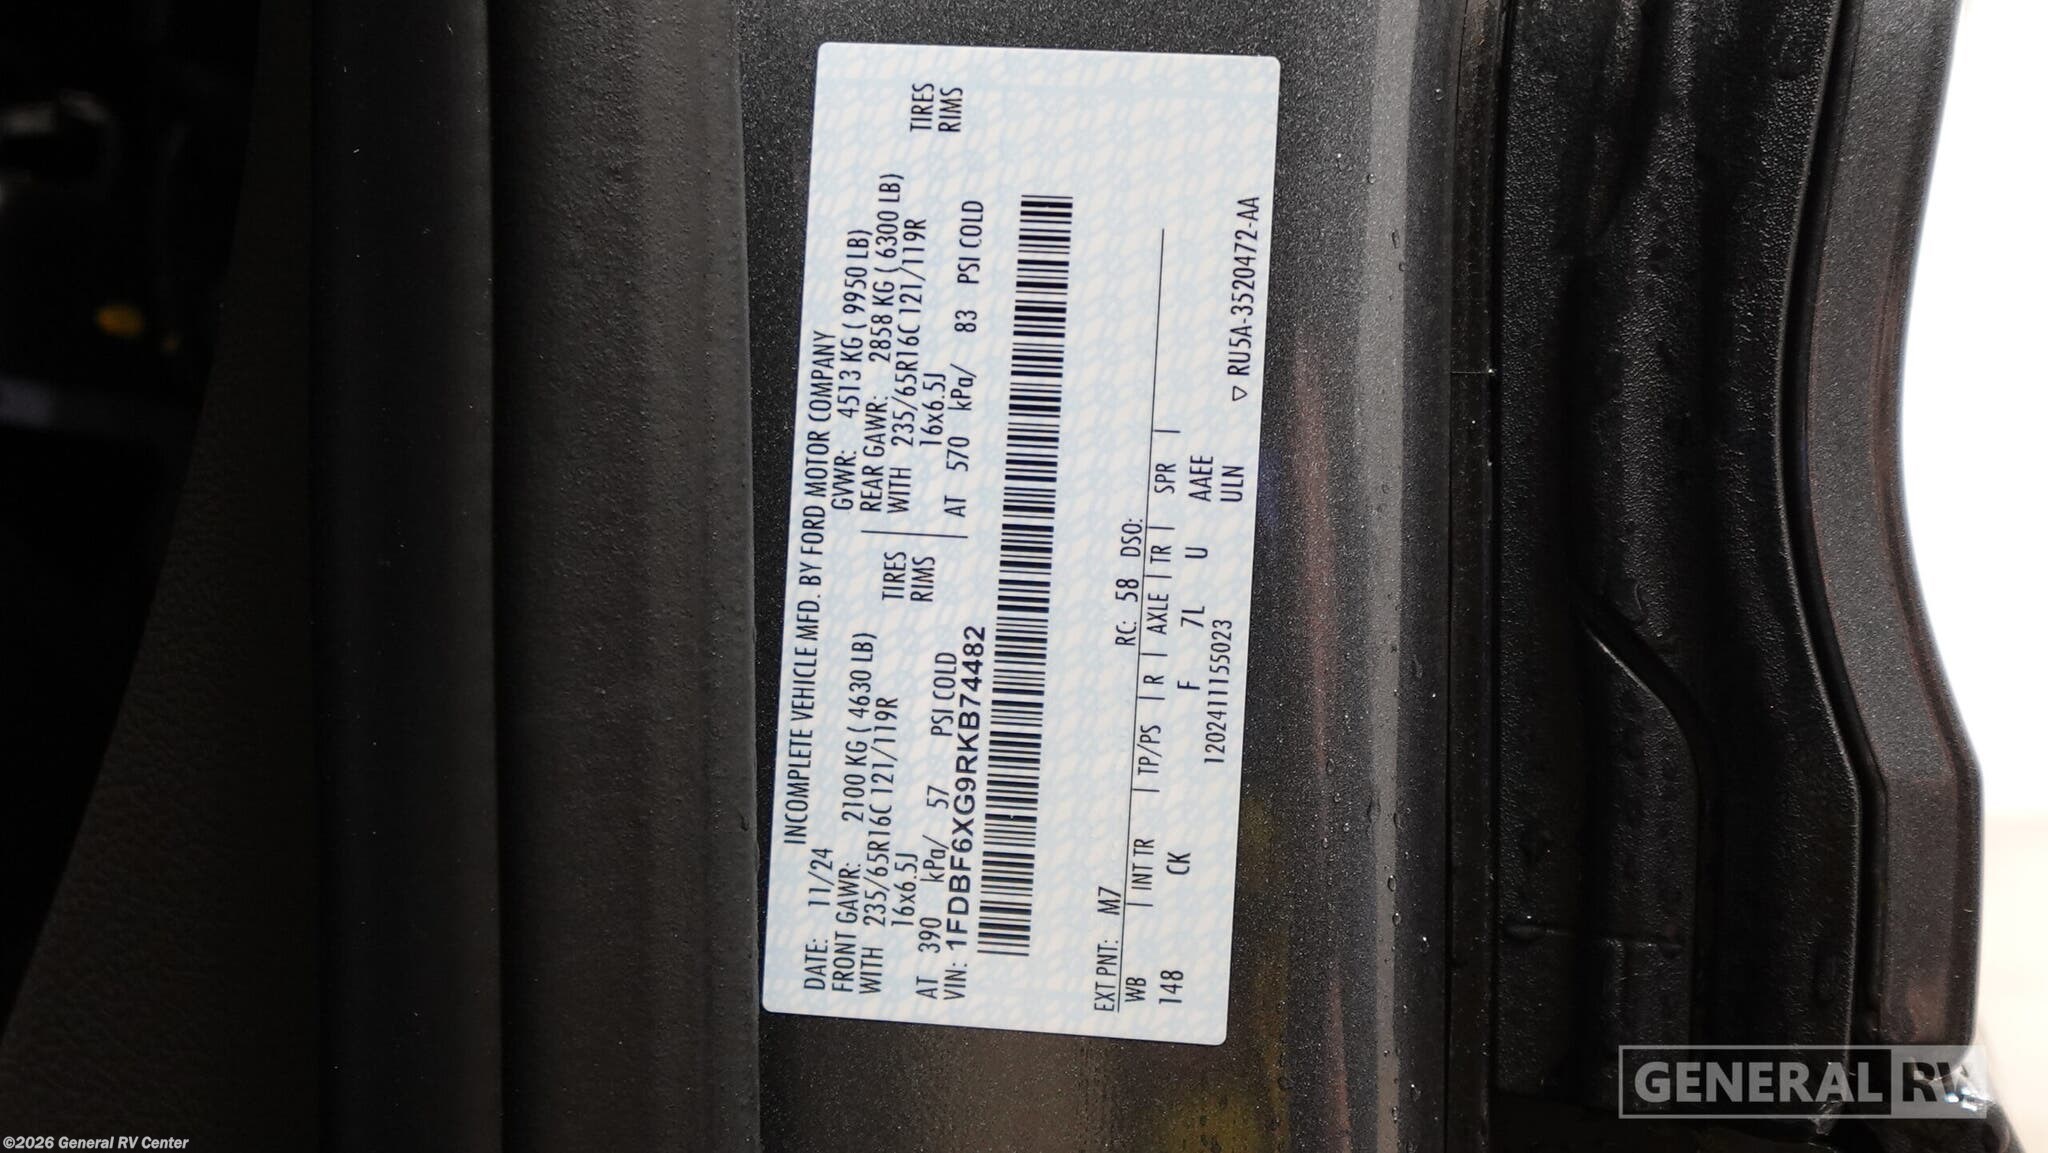 INCOMPLETE VEHICLE MFD. BY FORD MOTOR COMPANY
DATE: 11/24 GVWR: 4513 KG ( 9950 LB)
FRONT GAWR: 2100 KG ( 4630 LB) REAR GAWR: 2858 KG ( 6300 LB)
WITH 235/65R16C 121/119R TIRES WITH 235/65R16C 121/119R TIRES
16x6.5J RIMS 16x6.5J RIMS
AT 390 kPa/ 57 PSI COLD AT 570 kPa/ 83 PSI COLD
VIN: 1FDBF6XG9RKB74482
EXT PNT: M7 RC: 58 DSO:
WB | INT TR | TP/PS | R | AXLE | TR | SPR |
148 CK F 7L U AAEE
1202411155023 ULN
▽ RU5A-3520472-AA
GENERAL RV
©2026 General RV Center